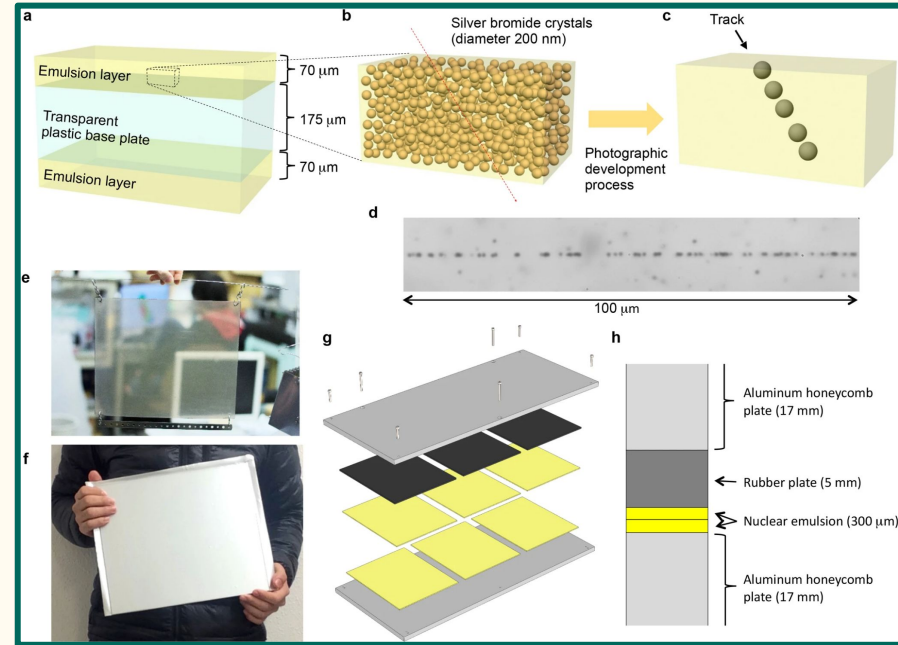 a
Emulsion layer
Transparent
plastic base plate
Emulsion layer
70 μm
175 μm
70 μm
b
Silver bromide crystals
(diameter 200 nm)
Photographic
development
process
c
Track
d
100 μm
e
f
g
h
Aluminum honeycomb
plate (17 mm)
Rubber plate (5 mm)
Nuclear emulsion (300 μm)
Aluminum honeycomb
plate (17 mm)